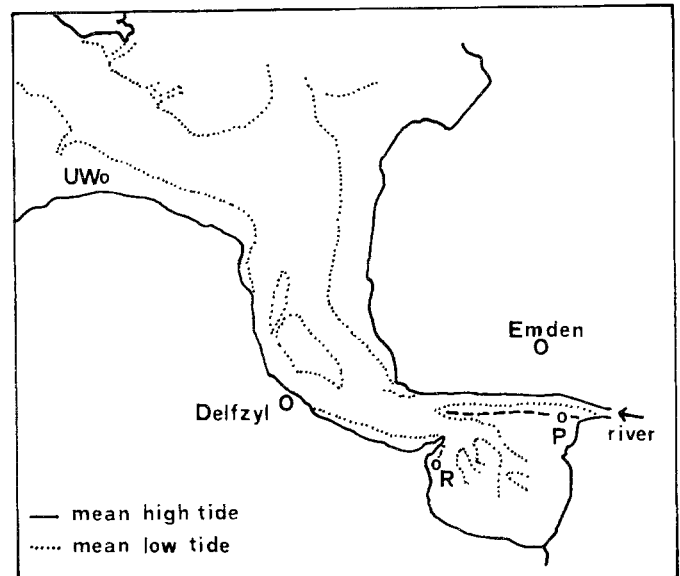 UWo
Emden
Delfzyl
P
river
R
mean high tide
mean low tide